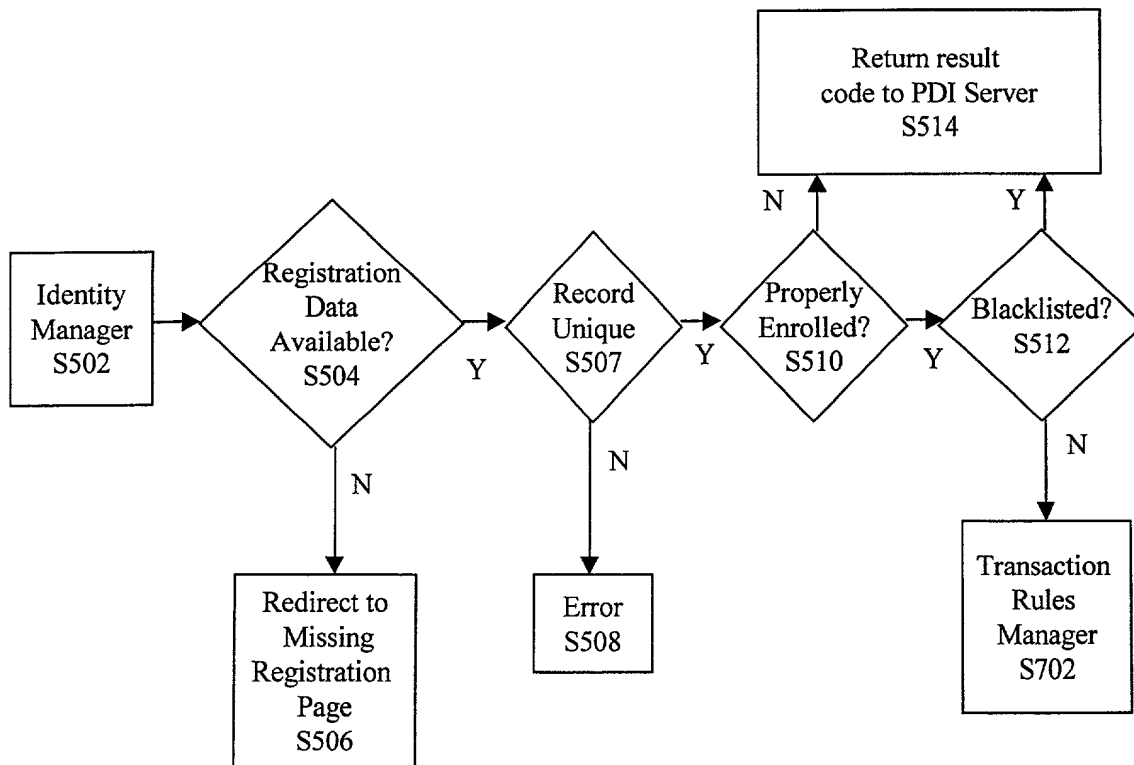 Return result
code to PDI Server
S514
N
Y
Identity
Manager
S502
Registration
Data
Available?
S504
Y
Record
Unique
S507
Y
Properly
Enrolled?
S510
Y
Blacklisted?
S512
N
N
N
Redirect to
Missing
Registration
Page
S506
Error
S508
Transaction
Rules
Manager
S702